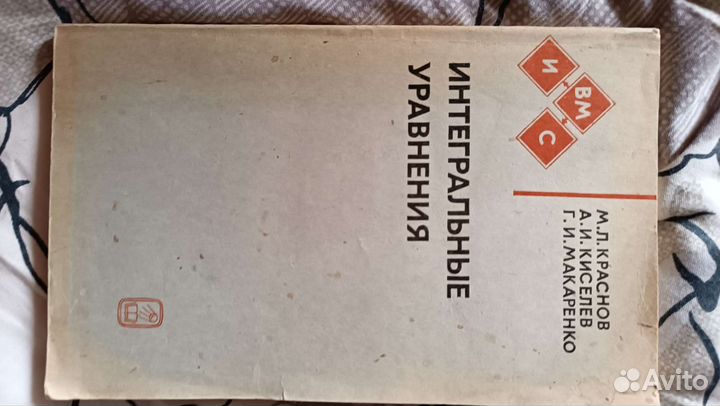 М.Л.КРАСНОВ
А.И.КИСЕЛЕВ
Г.И.МАКАРЕНКО
И
ВМ
С
ИНТЕГРАЛЬНЫЕ
УРАВНЕНИЯ
Avito